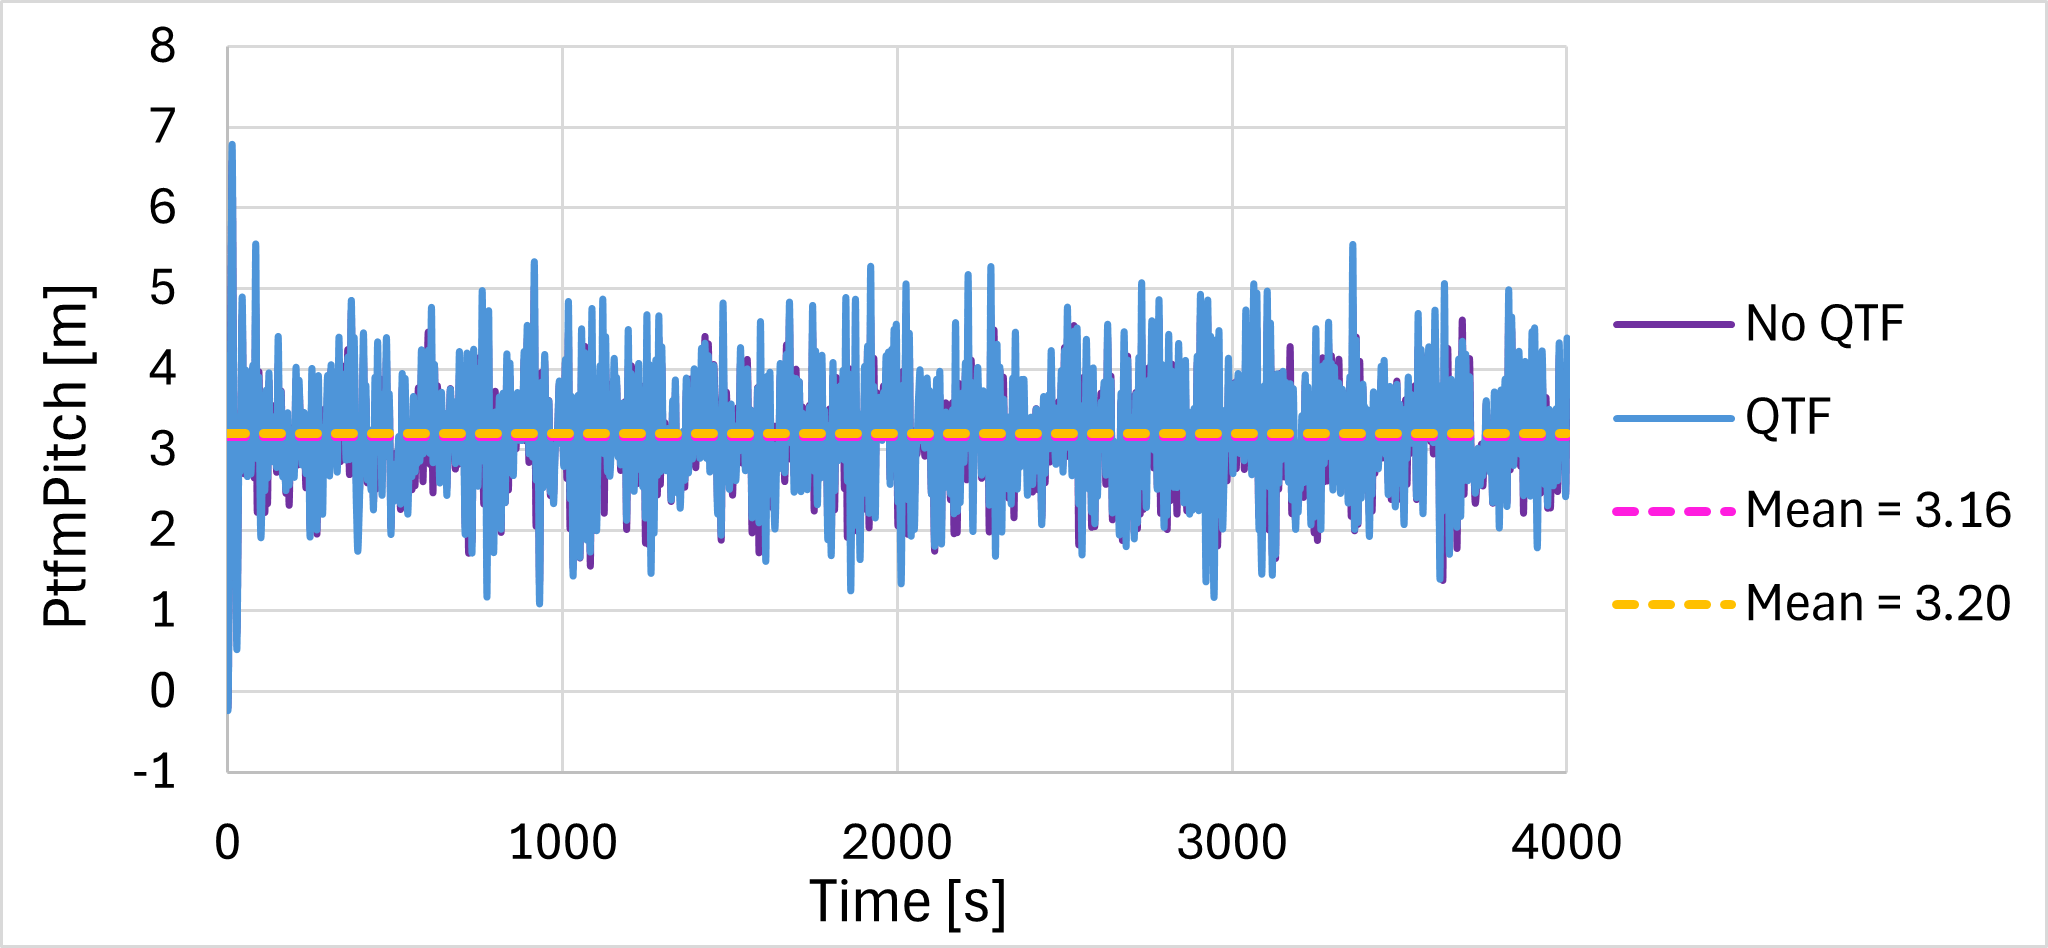 8
7
6
5
4
3
2
1
0
-1
PtfmPitch [m]
0 1000 2000 3000 4000
Time [s]
No QTF
QTF
Mean = 3.16
Mean = 3.20